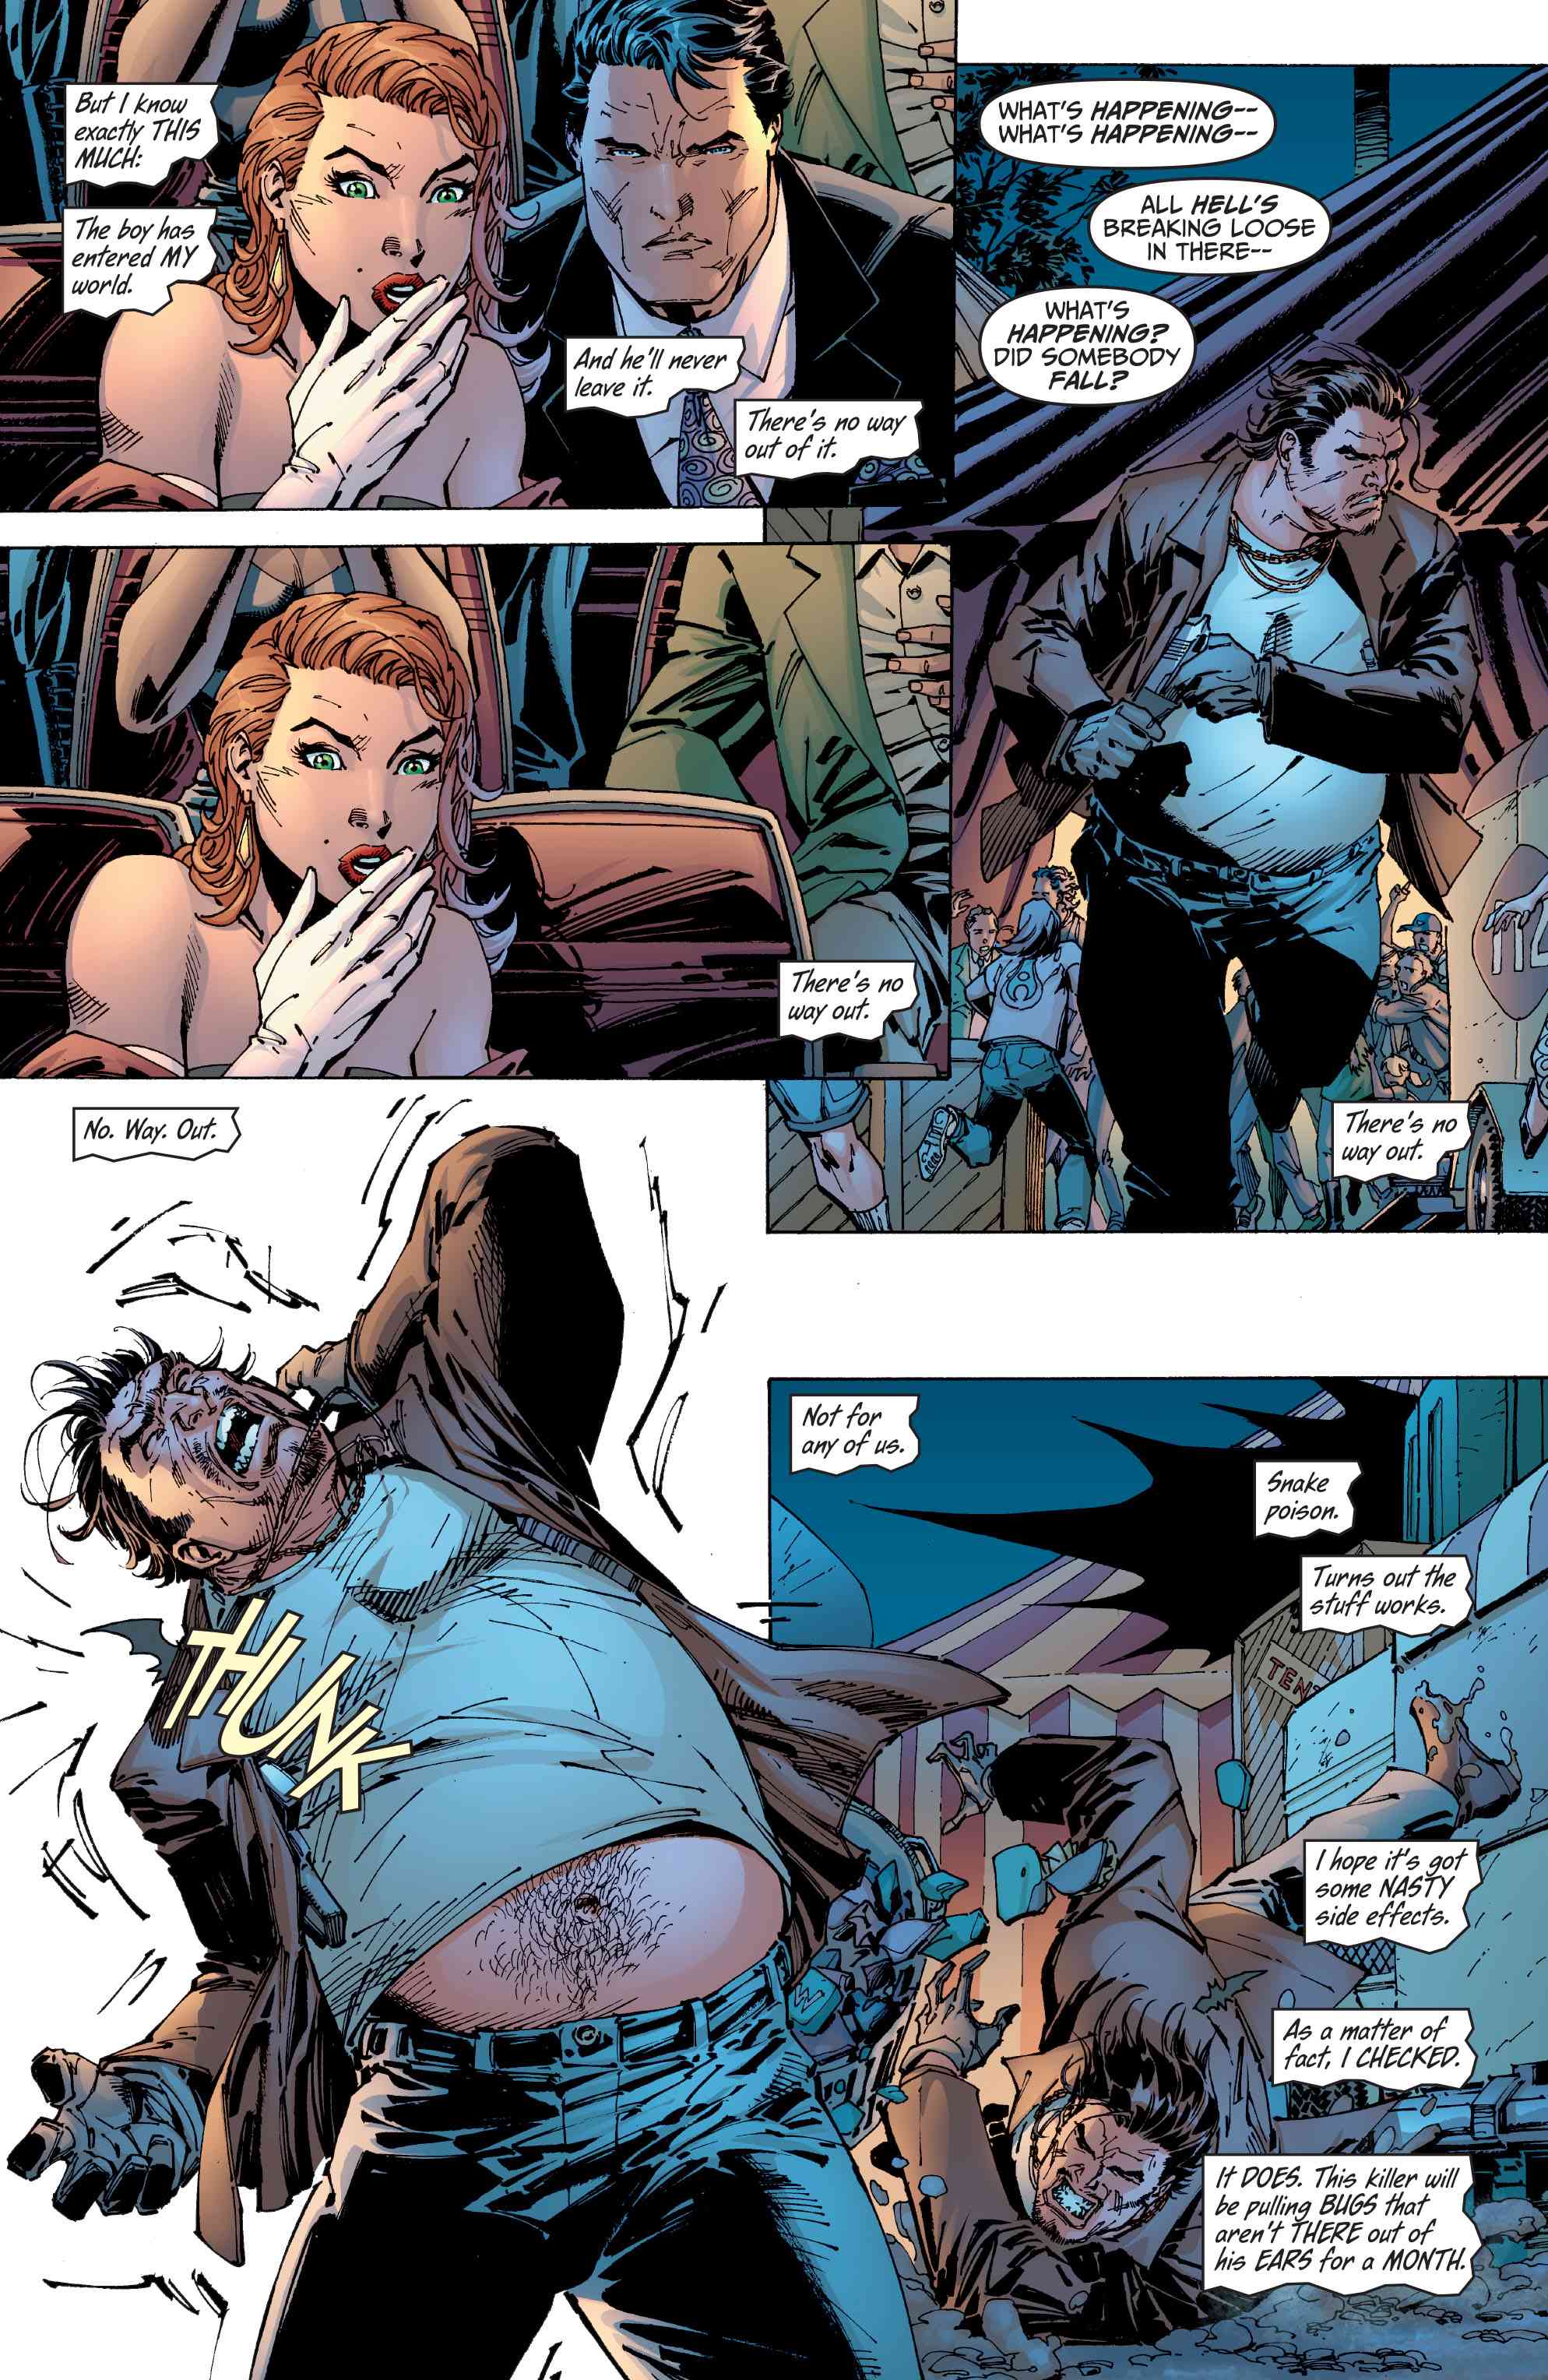 But I know
exactly THIS
MUCH:
The boy has
entered MY
world.
And he'll never
leave it.
There's no way
out of it.
There's no
way out.
WHAT'S HAPPENING--
WHAT'S HAPPENING--
ALL HELL'S
BREAKING LOOSE
IN THERE--
WHAT'S
HAPPENING?
DID SOMEBODY
FALL?
There's no
way out.
No. Way. Out.
THUNK
Not for
any of us.
Snake
poison.
Turns out the
stuff works.
I hope it's got
some NASTY
side effects.
As a matter of
fact, I CHECKED.
IT DOES. This killer will
be pulling BUGS that
aren't THERE out of
his EARS for a MONTH.